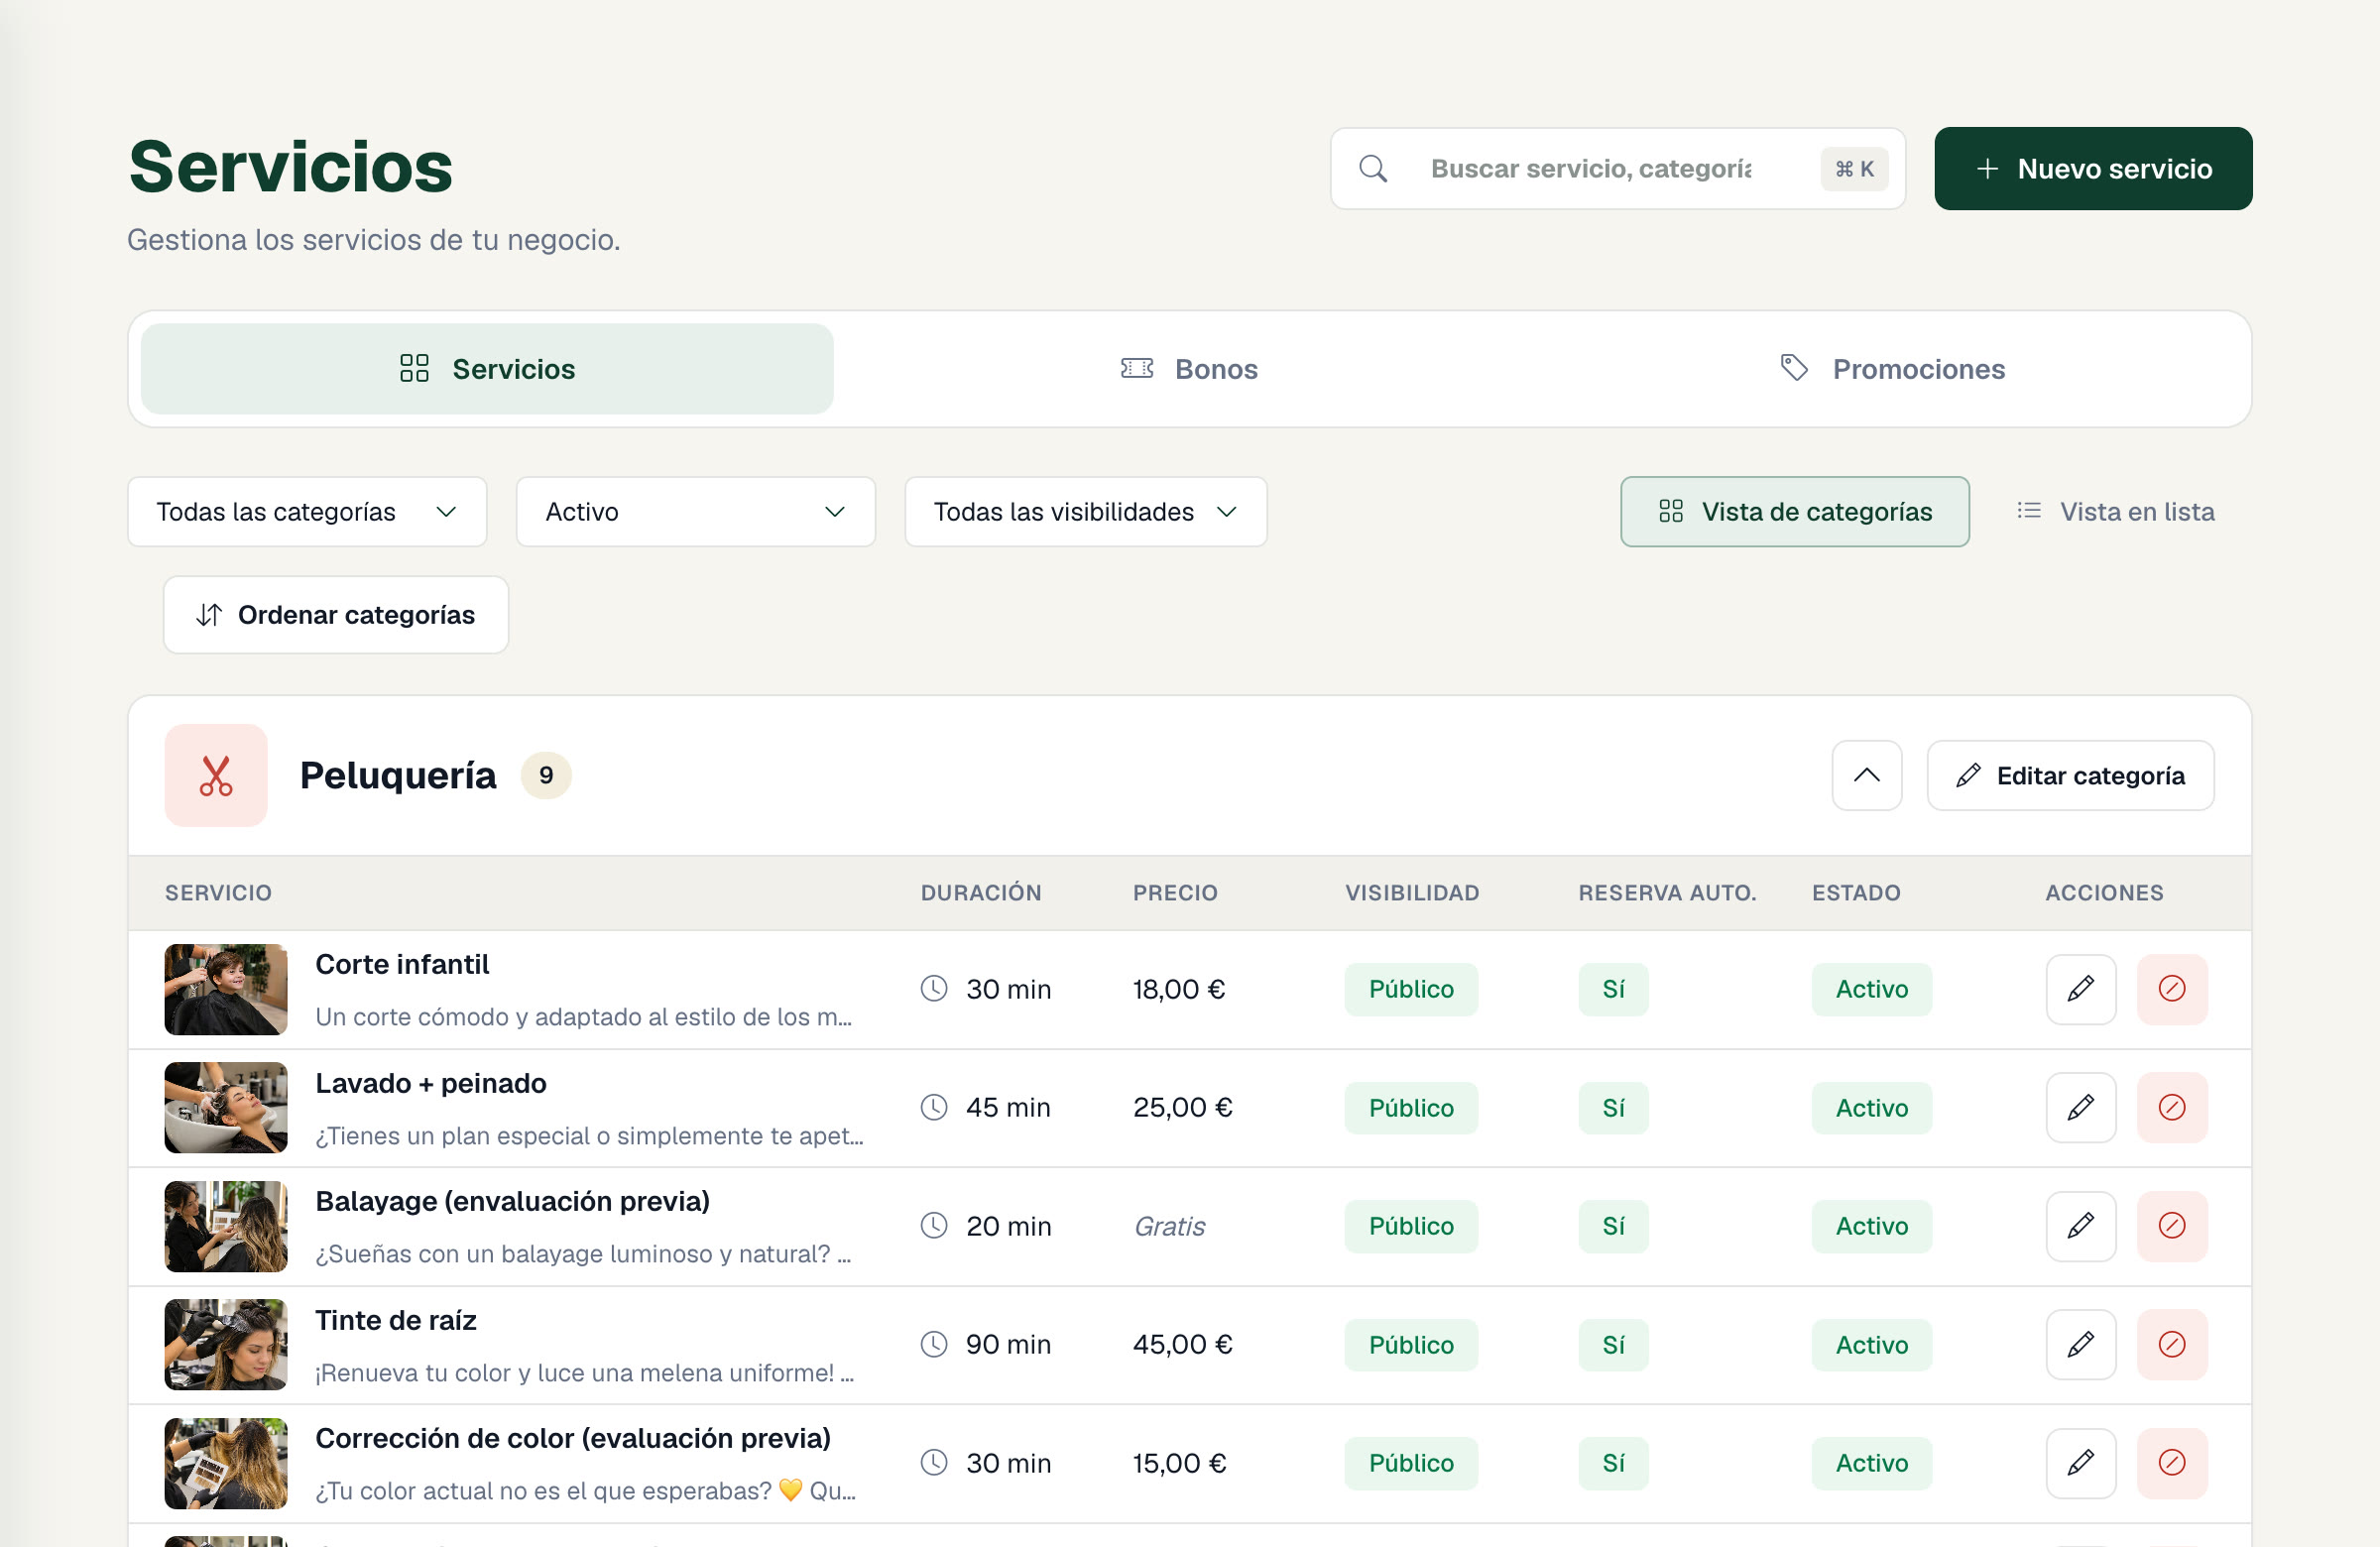 Servicios
Gestiona los servicios de tu negocio.
Buscar servicio, categoría
⌘ K
+ Nuevo servicio
Servicios
Bonos
Promociones
Todas las categorías
Activo
Todas las visibilidades
Vista de categorías
Vista en lista
Ordenar categorías
Peluquería 9
Editar categoría
SERVICIO DURACIÓN PRECIO VISIBILIDAD RESERVA AUTO. ESTADO ACCIONES
Corte infantil
Un corte cómodo y adaptado al estilo de los m...
30 min 18,00 € Público Sí Activo
Lavado + peinado
¿Tienes un plan especial o simplemente te apet...
45 min 25,00 € Público Sí Activo
Balayage (envaluación previa)
¿Sueñas con un balayage luminoso y natural? ...
20 min Gratis Público Sí Activo
Tinte de raíz
¡Renueva tu color y luce una melena uniforme! ...
90 min 45,00 € Público Sí Activo
Corrección de color (evaluación previa)
¿Tu color actual no es el que esperabas? 💛 Qu...
30 min 15,00 € Público Sí Activo